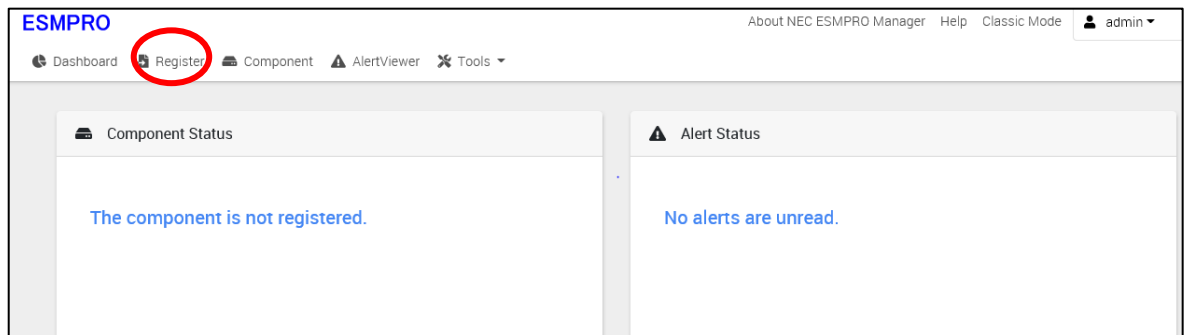 ESMPRO
About NEC ESMPRO Manager Help Classic Mode admin
Dashboard Register Component AlertViewer Tools
Component Status
Alert Status
The component is not registered.
No alerts are unread.